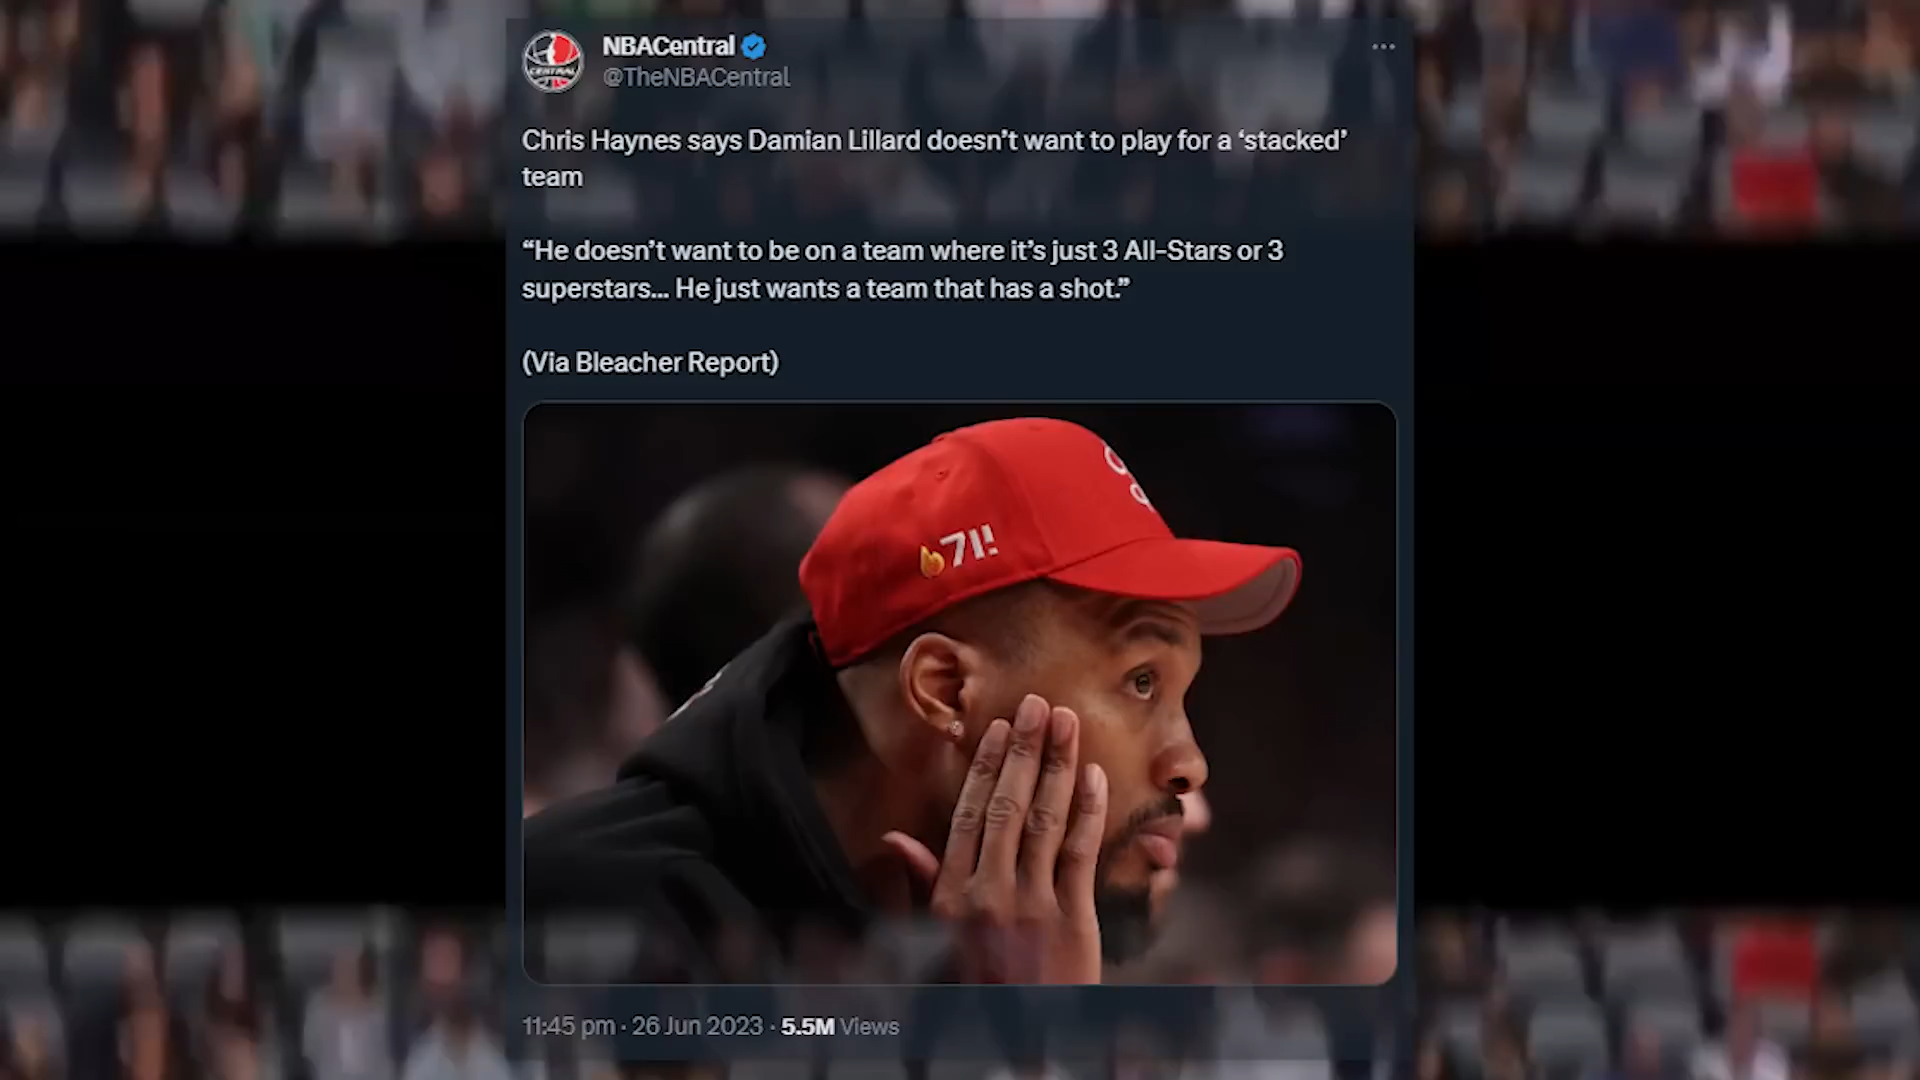 NBACentral
@TheNBACentral
Chris Haynes says Damian Lillard doesn’t want to play for a ‘stacked’
team
“He doesn’t want to be on a team where it’s just 3 All-Stars or 3
superstars... He just wants a team that has a shot.”
(Via Bleacher Report)
71!
11:45 pm · 26 Jun 2023 · 5.5M Views